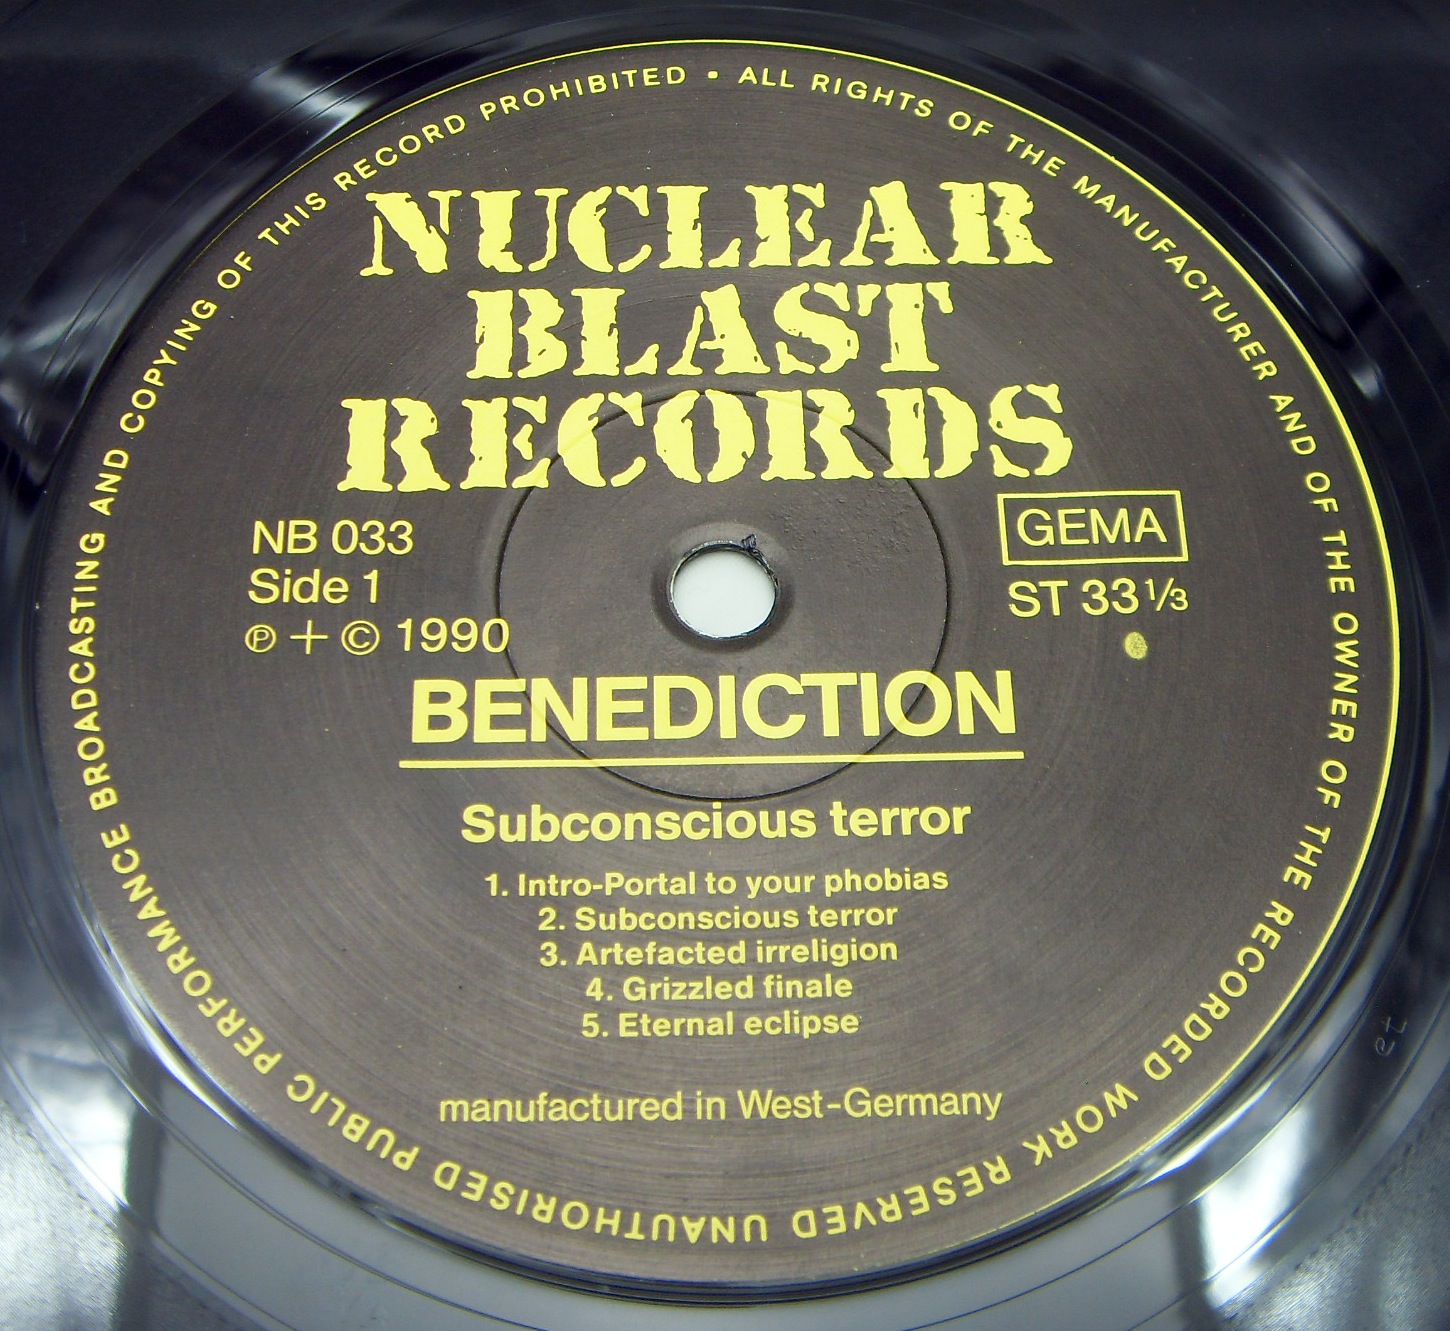 ALL RIGHTS OF THE MANUFACTURER AND OF THE OWNER OF THE RECORDED WORK RESERVED UNAUTHORISED PUBLIC PERFORMANCE BROADCASTING AND COPYING OF THIS RECORD PROHIBITED •
NUCLEAR
BLAST
RECORDS
NB 033
Side 1
℗ + © 1990
GEMA
ST 33 1/3
BENEDICTION
Subconscious terror
1. Intro-Portal to your phobias
2. Subconscious terror
3. Artefacted irreligion
4. Grizzled finale
5. Eternal eclipse
manufactured in West-Germany